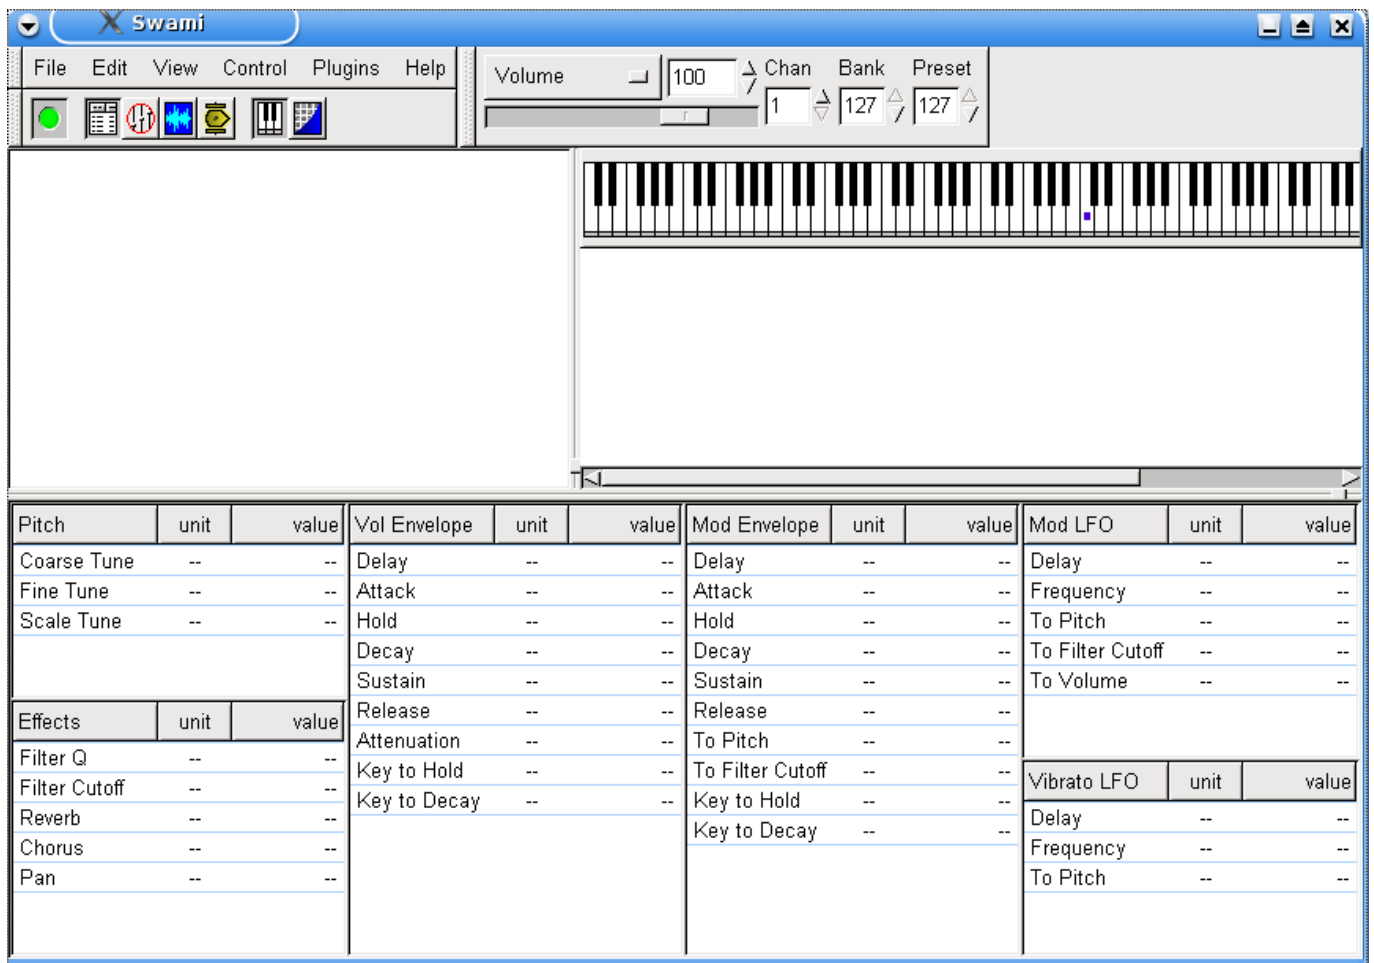 Swami
File Edit View Control Plugins Help
Volume 100 Chan Bank Preset
1 127 127
Pitch unit value
Coarse Tune -- --
Fine Tune -- --
Scale Tune -- --
Effects unit value
Filter Q -- --
Filter Cutoff -- --
Reverb -- --
Chorus -- --
Pan -- --
Vol Envelope unit value
Delay -- --
Attack -- --
Hold -- --
Decay -- --
Sustain -- --
Release -- --
Attenuation -- --
Key to Hold -- --
Key to Decay -- --
Mod Envelope unit value
Delay -- --
Attack -- --
Hold -- --
Decay -- --
Sustain -- --
Release -- --
To Pitch -- --
To Filter Cutoff -- --
Key to Hold -- --
Key to Decay -- --
Mod LFO unit value
Delay -- --
Frequency -- --
To Pitch -- --
To Filter Cutoff -- --
To Volume -- --
Vibrato LFO unit value
Delay -- --
Frequency -- --
To Pitch -- --